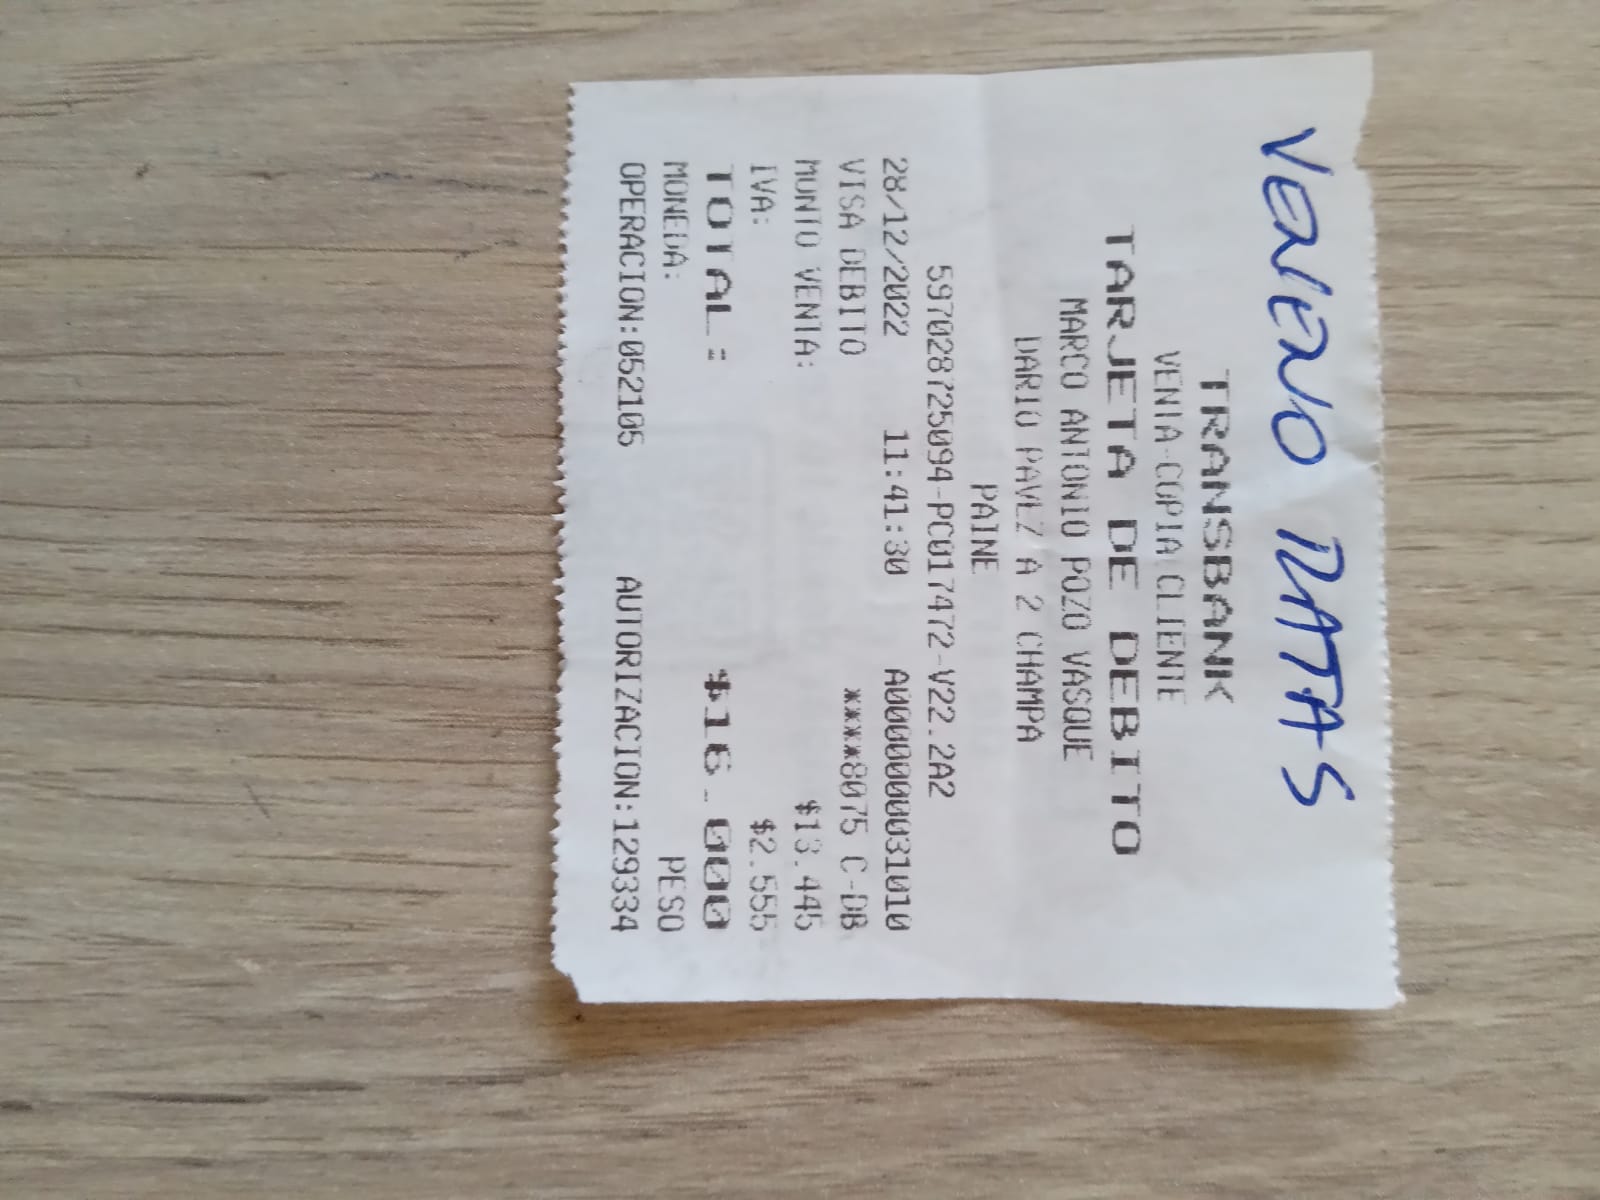 VENENO RATAS
TRANSBANK
VENTA-COPIA CLIENTE
TARJETA DE DEBITO
MARCO ANTONIO POZO VASQUE
DARIO PAVEZ A 2 CHAMPA
PAINE
597028725094-PC017472-V22.2A2
28/12/2022 11:41:30 A0000000031010
VISA DEBITO ****8075 C-DB
MONTO VENTA: $13.445
IVA: $2.555
TOTAL: $16.000
MONEDA: PESO
OPERACION:052105 AUTORIZACION:129334